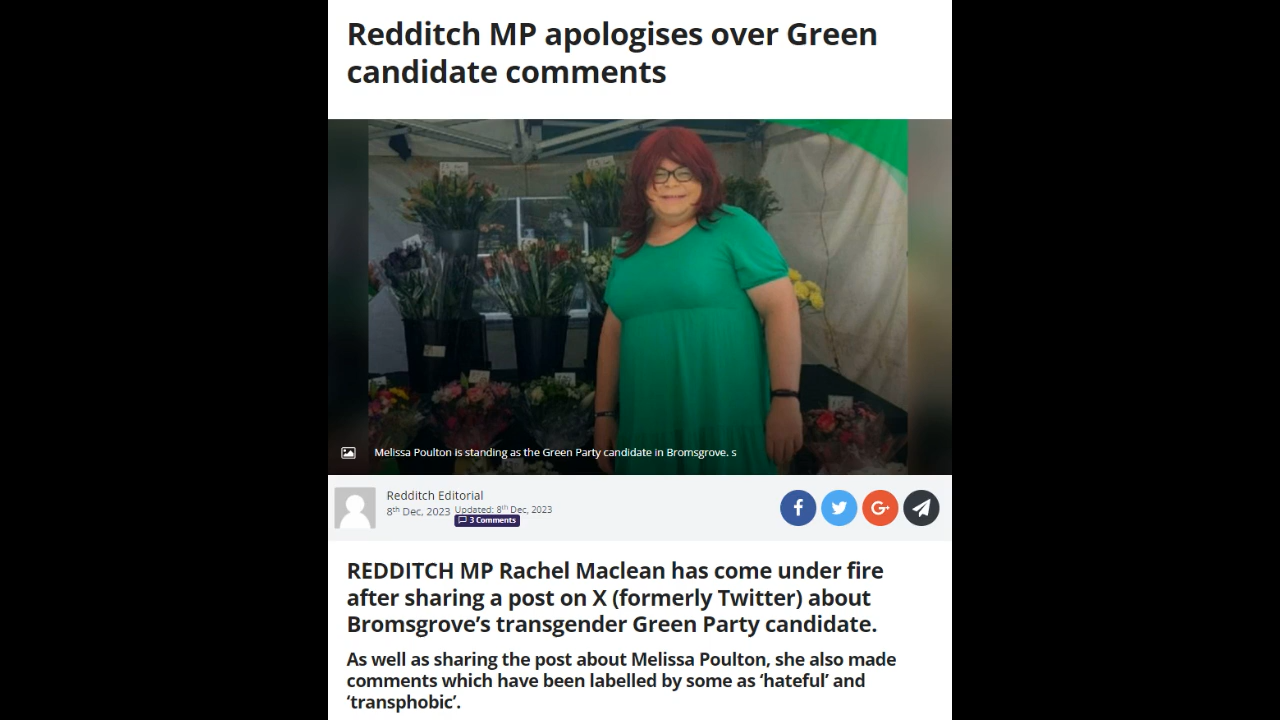 Redditch MP apologises over Green
candidate comments
Melissa Poulton is standing as the Green Party candidate in Bromsgrove. s
Redditch Editorial
8th Dec, 2023 Updated: 8th Dec, 2023
3 Comments
REDDITCH MP Rachel Maclean has come under fire
after sharing a post on X (formerly Twitter) about
Bromsgrove’s transgender Green Party candidate.
As well as sharing the post about Melissa Poulton, she also made
comments which have been labelled by some as ‘hateful’ and
‘transphobic’.